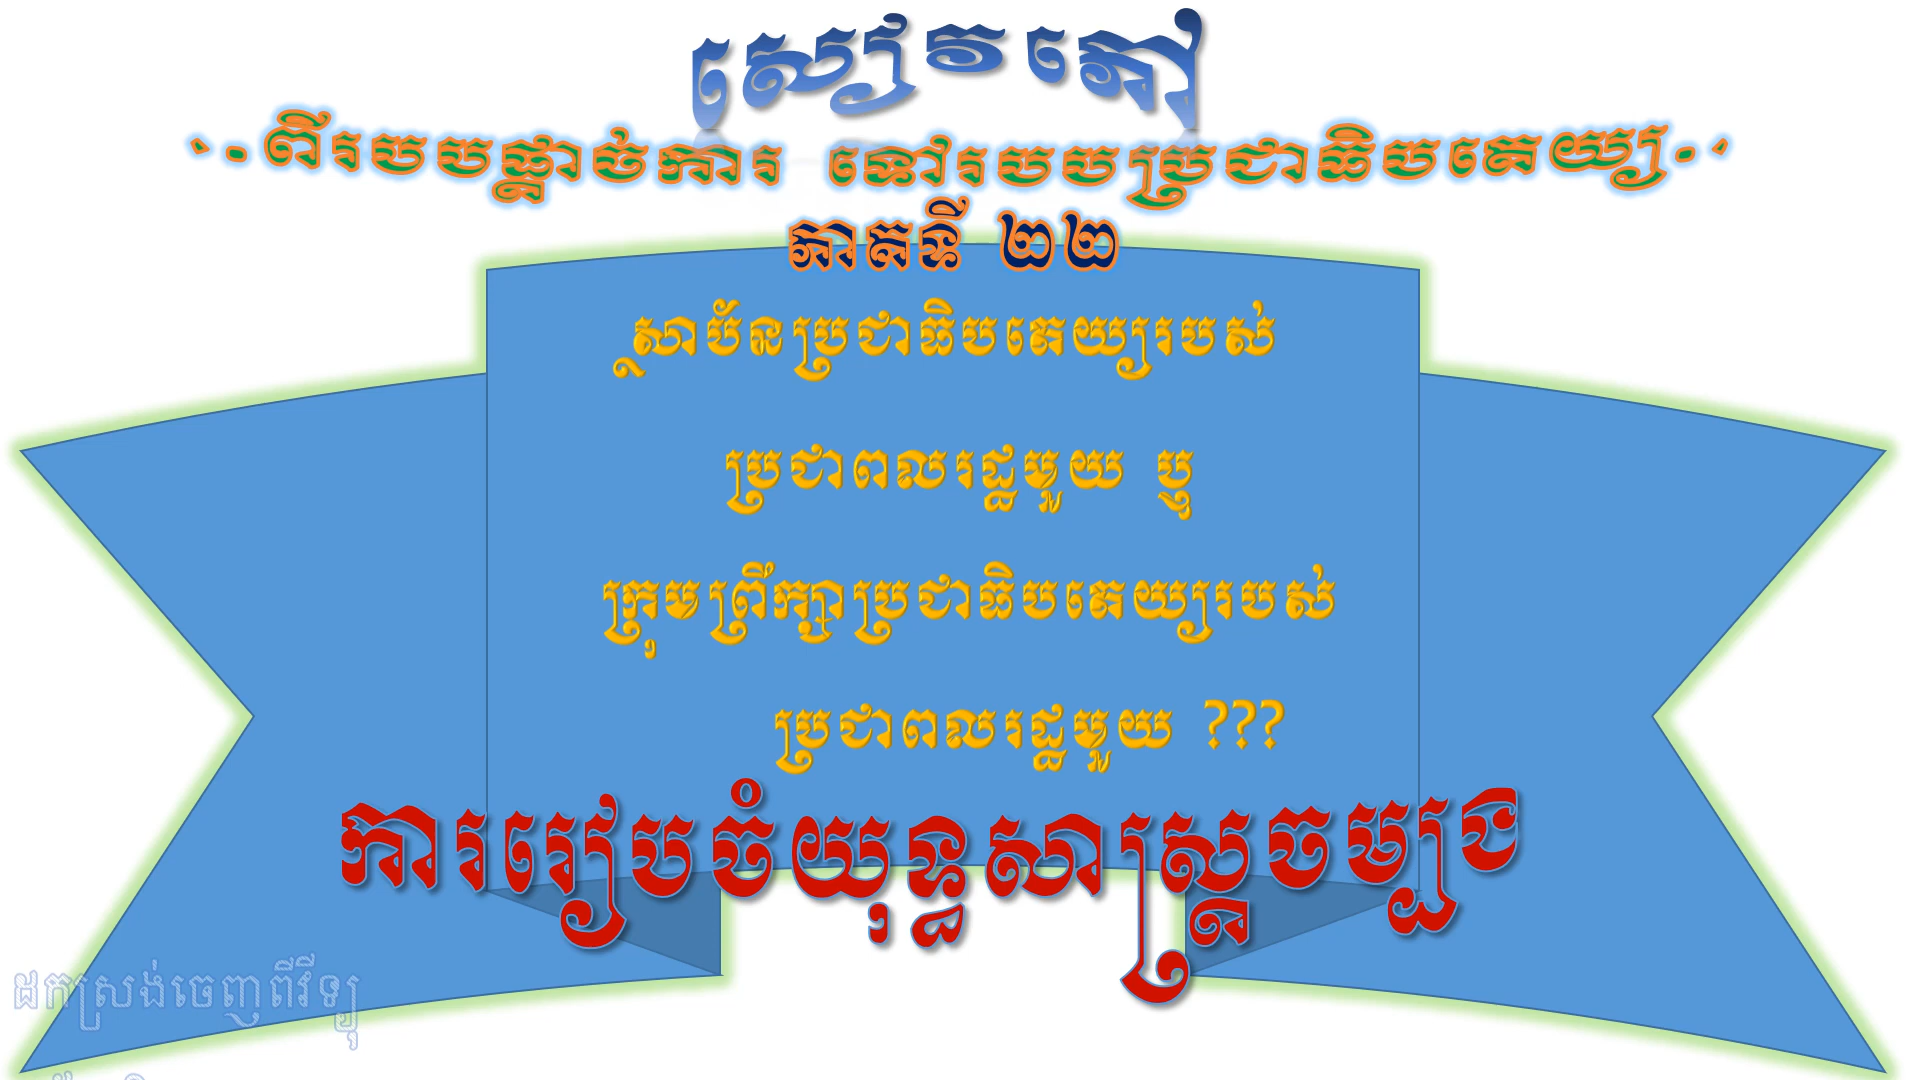 សៀវភៅ
..ពីរបបផ្តាច់ការ ទៅរបបប្រជាធិបតេយ្យ..
ភាគទី ២២
ស្ថាប័នប្រជាធិបតេយ្យរបស់
ប្រជាពលរដ្ឋមួយ ឬ
ក្រុមព្រឹក្សាប្រជាធិបតេយ្យរបស់
ប្រជាពលរដ្ឋមួយ ???
ការរៀបចំយុទ្ធសាស្ត្រចម្បង
ដកស្រង់ចេញពីវីទ្យុ